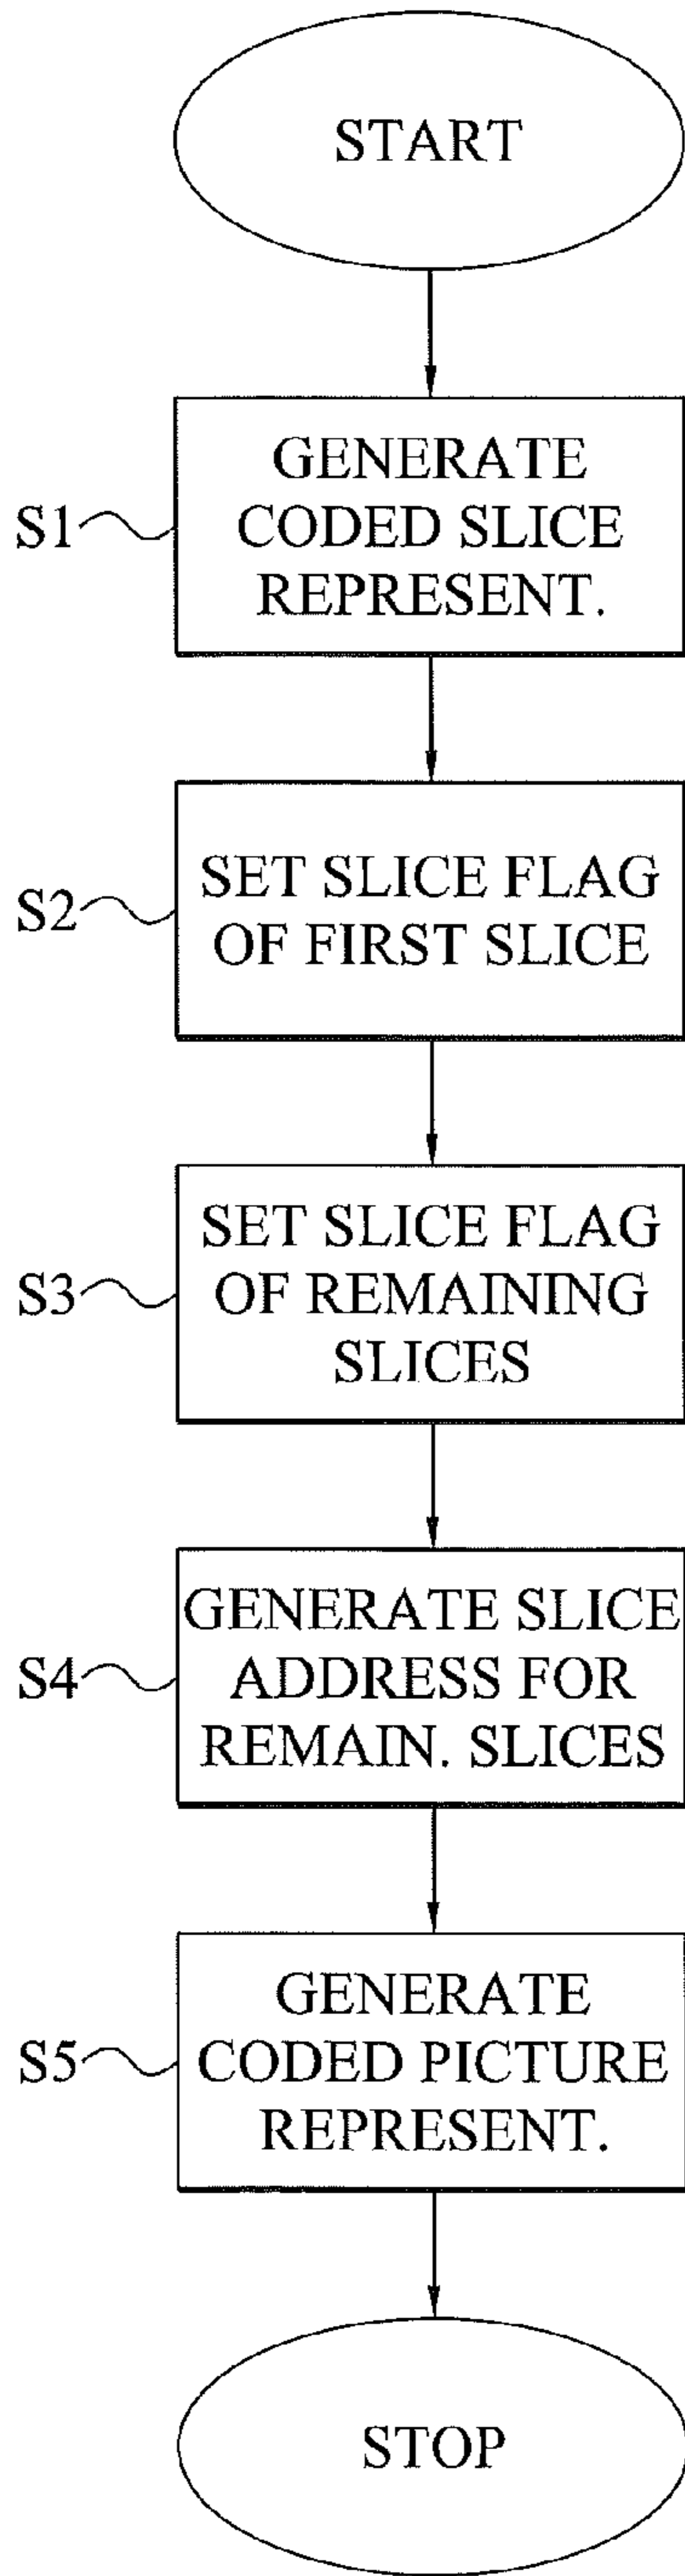 START
GENERATE
S1
CODED SLICE
REPRESENT.
S2
SET SLICE FLAG
OF FIRST SLICE
SET SLICE FLAG
S3
OF REMAINING
SLICES
GENERATE SLICE
S4
ADDRESS FOR
REMAIN. SLICES
GENERATE
S5
CODED PICTURE
REPRESENT.
STOP